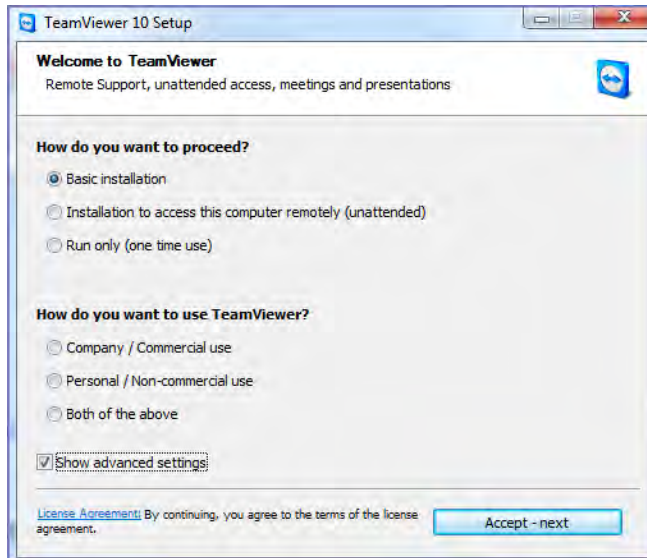 TeamViewer 10 Setup
Welcome to TeamViewer
Remote Support, unattended access, meetings and presentations
How do you want to proceed?
Basic installation
Installation to access this computer remotely (unattended)
Run only (one time use)
How do you want to use TeamViewer?
Company / Commercial use
Personal / Non-commercial use
Both of the above
Show advanced settings
License Agreement: By continuing, you agree to the terms of the license
agreement.
Accept - next